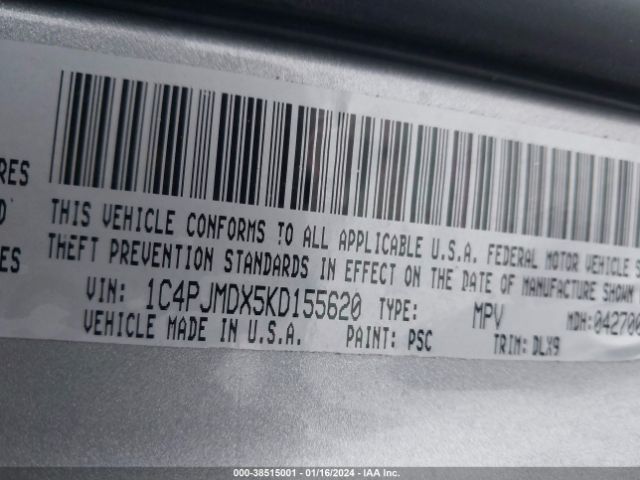 RES
D
ES
THIS VEHICLE CONFORMS TO ALL APPLICABLE U.S.A. FEDERAL MOTOR VEHICLE S
THEFT PREVENTION STANDARDS IN EFFECT ON THE DATE OF MANUFACTURE SHOWN
VIN: 1C4PJMDX5KD155620 TYPE: MPV MDH: 042700
VEHICLE MADE IN U.S.A. PAINT: PSC TRIM: DLX9
000-38515001 - 01/16/2024 - IAA Inc.